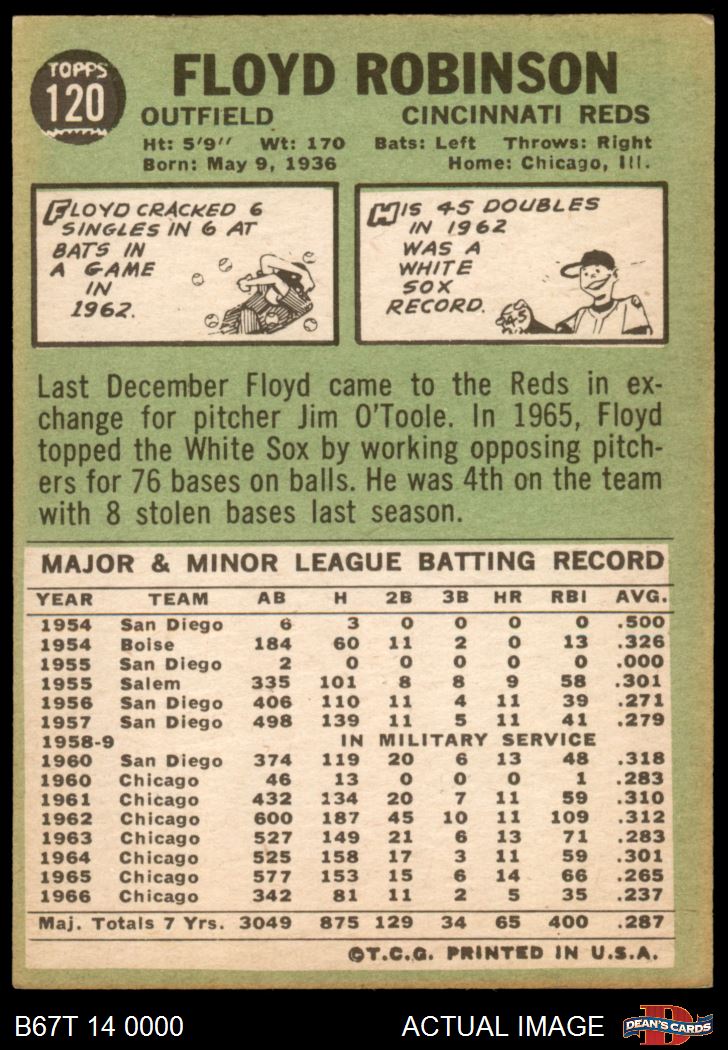 TOPPS
120
FLOYD ROBINSON
OUTFIELD CINCINNATI REDS
Ht: 5'9" Wt: 170 Bats: Left Throws: Right
Born: May 9, 1936 Home: Chicago, Ill.
FLOYD CRACKED 6
SINGLES IN 6 AT
BATS IN
A GAME
IN
1962.
HIS 45 DOUBLES
IN 1962
WAS A
WHITE
SOX
RECORD.
45
Last December Floyd came to the Reds in ex-
change for pitcher Jim O'Toole. In 1965, Floyd
topped the White Sox by working opposing pitch-
ers for 76 bases on balls. He was 4th on the team
with 8 stolen bases last season.
MAJOR & MINOR LEAGUE BATTING RECORD
YEAR TEAM AB H 2B 3B HR RBI AVG.
1954 San Diego 6 3 0 0 0 0 .500
1954 Boise 184 60 11 2 0 13 .326
1955 San Diego 2 0 0 0 0 0 .000
1955 Salem 335 101 8 8 9 58 .301
1956 San Diego 406 110 11 4 11 39 .271
1957 San Diego 498 139 11 5 11 41 .279
1958-9 IN MILITARY SERVICE
1960 San Diego 374 119 20 6 13 48 .318
1960 Chicago 46 13 0 0 0 1 .283
1961 Chicago 432 134 20 7 11 59 .310
1962 Chicago 600 187 45 10 11 109 .312
1963 Chicago 527 149 21 6 13 71 .283
1964 Chicago 525 158 17 3 11 59 .301
1965 Chicago 577 153 15 6 14 66 .265
1966 Chicago 342 81 11 2 5 35 .237
Maj. Totals 7 Yrs. 3049 875 129 34 65 400 .287
©T.C.G. PRINTED IN U.S.A.
B67T 14 0000 ACTUAL IMAGE
D
DEAN'S CARDS